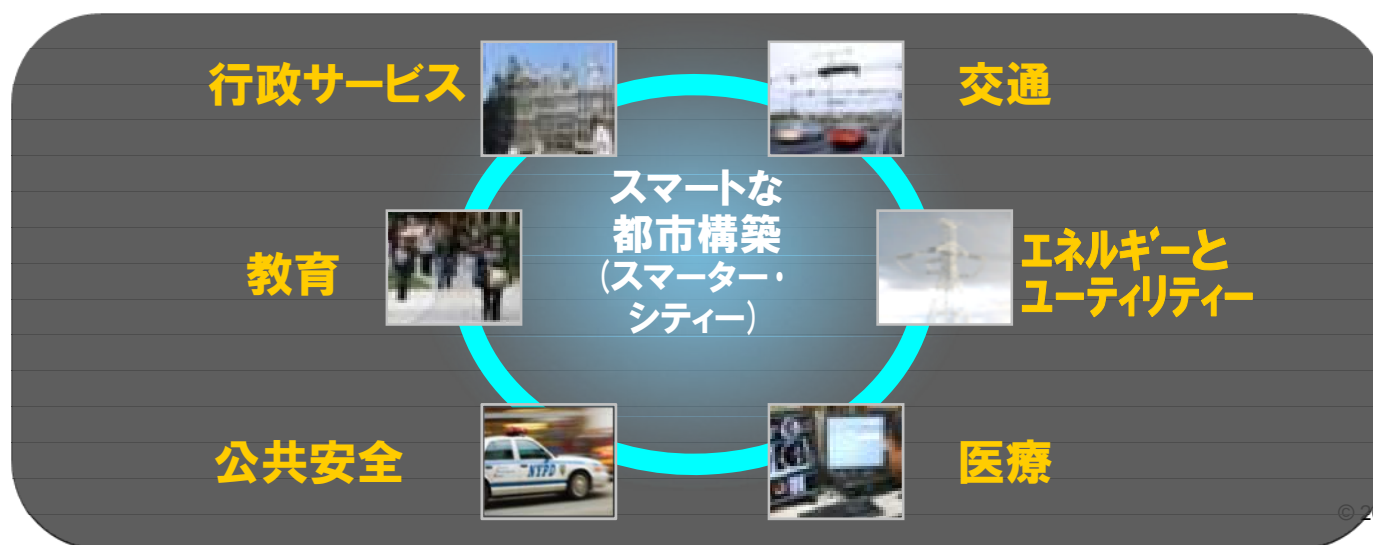 行政サービス
交通
スマートな
都市構築
(スマーター・
シティー)
教育
エネルギーと
ユーティリティー
公共安全
NYPD
医療
© 2